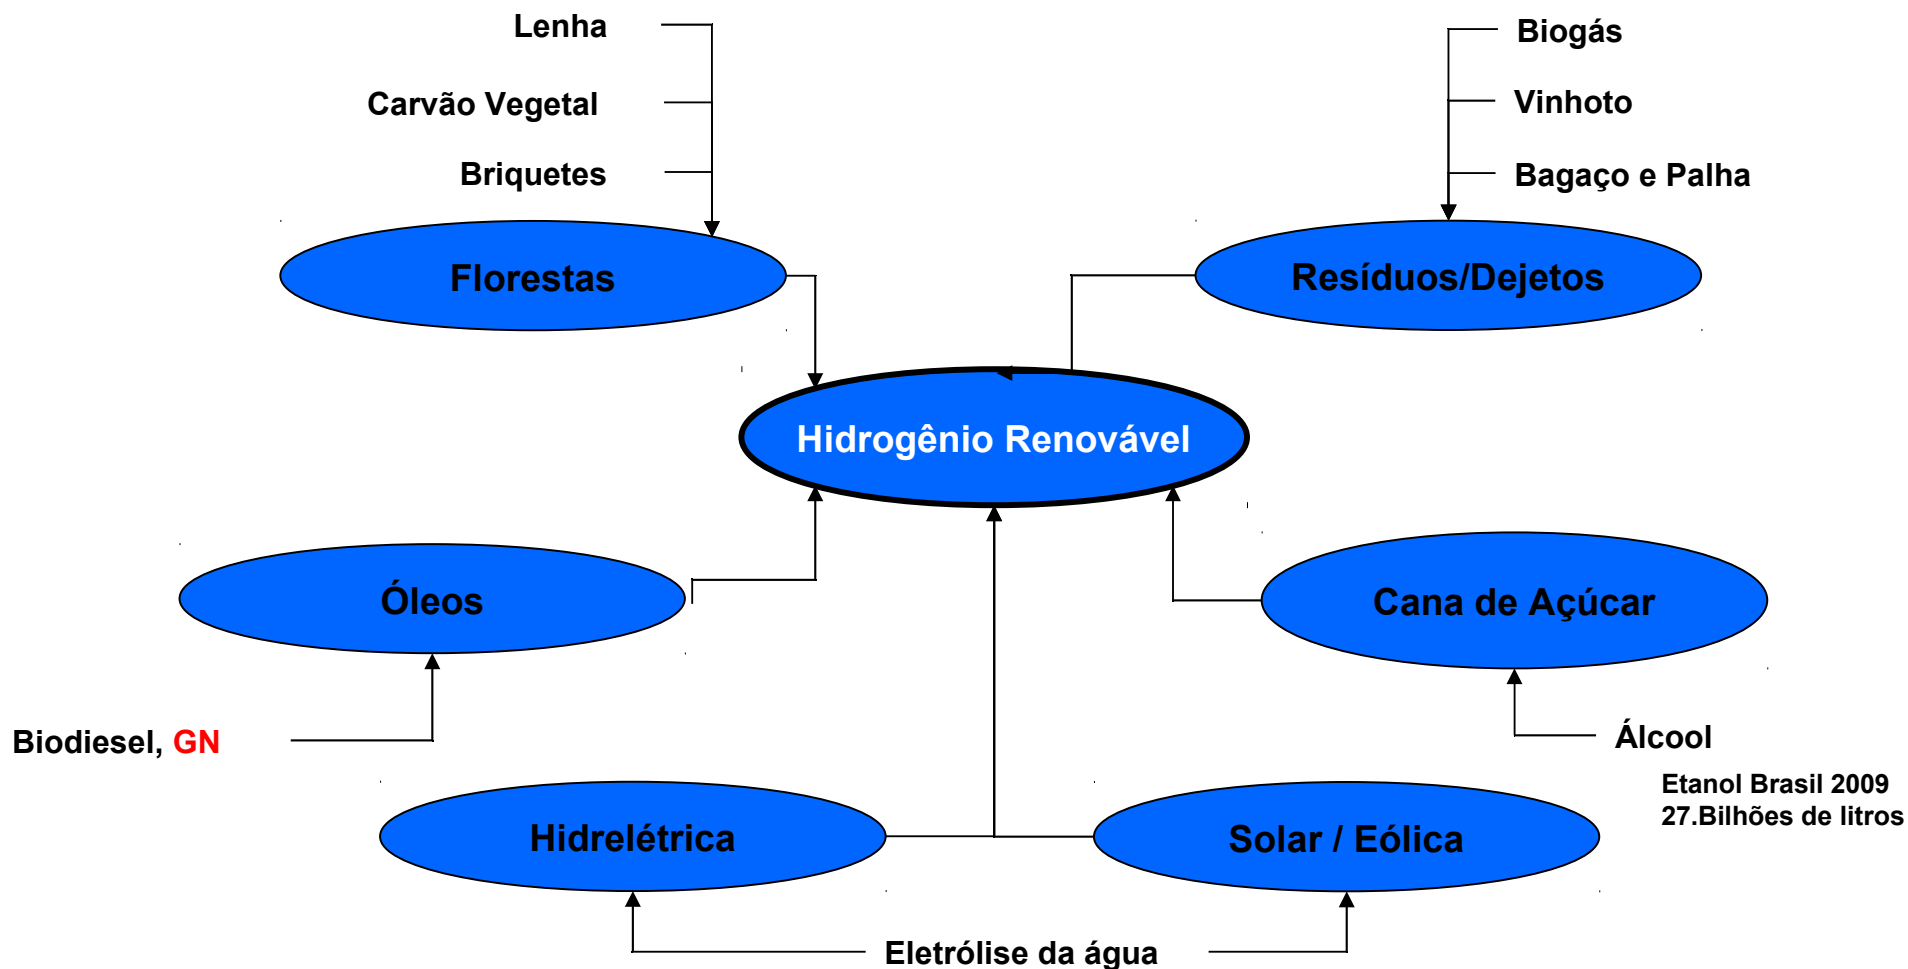 Lenha
Biogás
Carvão Vegetal
Vinhoto
Briquetes
Bagaço e Palha
Florestas
Resíduos/Dejetos
Hidrogênio Renovável
Óleos
Cana de Açúcar
Biodiesel, GN
Álcool
Etanol Brasil 2009
27.Bilhões de litros
Hidrelétrica
Solar / Eólica
Eletrólise da água